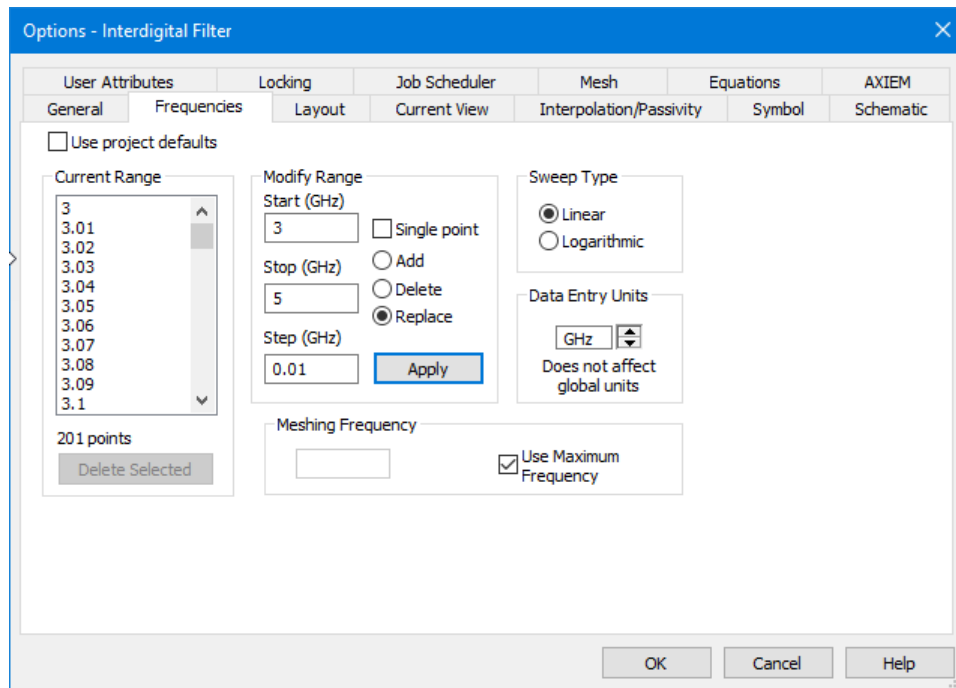 Options - Interdigital Filter
User Attributes Locking Job Scheduler Mesh Equations AXIEM
General Frequencies Layout Current View Interpolation/Passivity Symbol Schematic
Use project defaults
Current Range
3
3.01
3.02
3.03
3.04
3.05
3.06
3.07
3.08
3.09
3.1
201 points
Delete Selected
Modify Range
Start (GHz)
3
Single point
Add
Stop (GHz)
Delete
5
Replace
Step (GHz)
0.01
Apply
Sweep Type
Linear
Logarithmic
Data Entry Units
GHz
Does not affect
global units
Meshing Frequency
Use Maximum
Frequency
OK Cancel Help